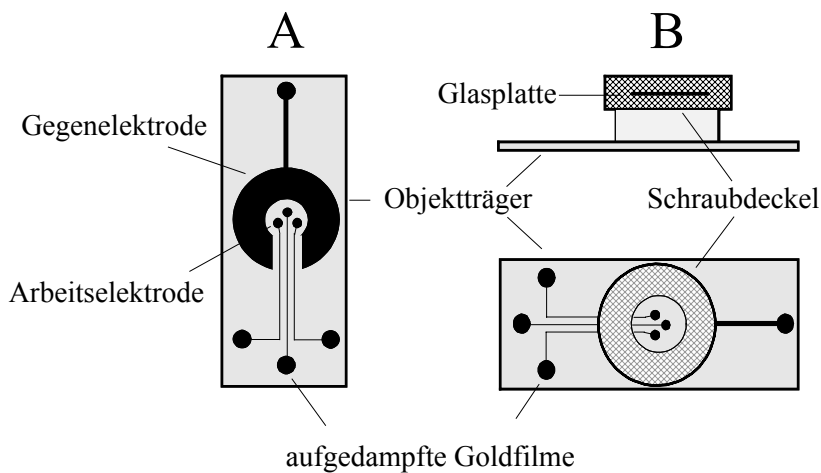 A
B
Glasplatte
Gegenelektrode
Objektträger
Schraubdeckel
Arbeitselektrode
aufgedampfte Goldfilme